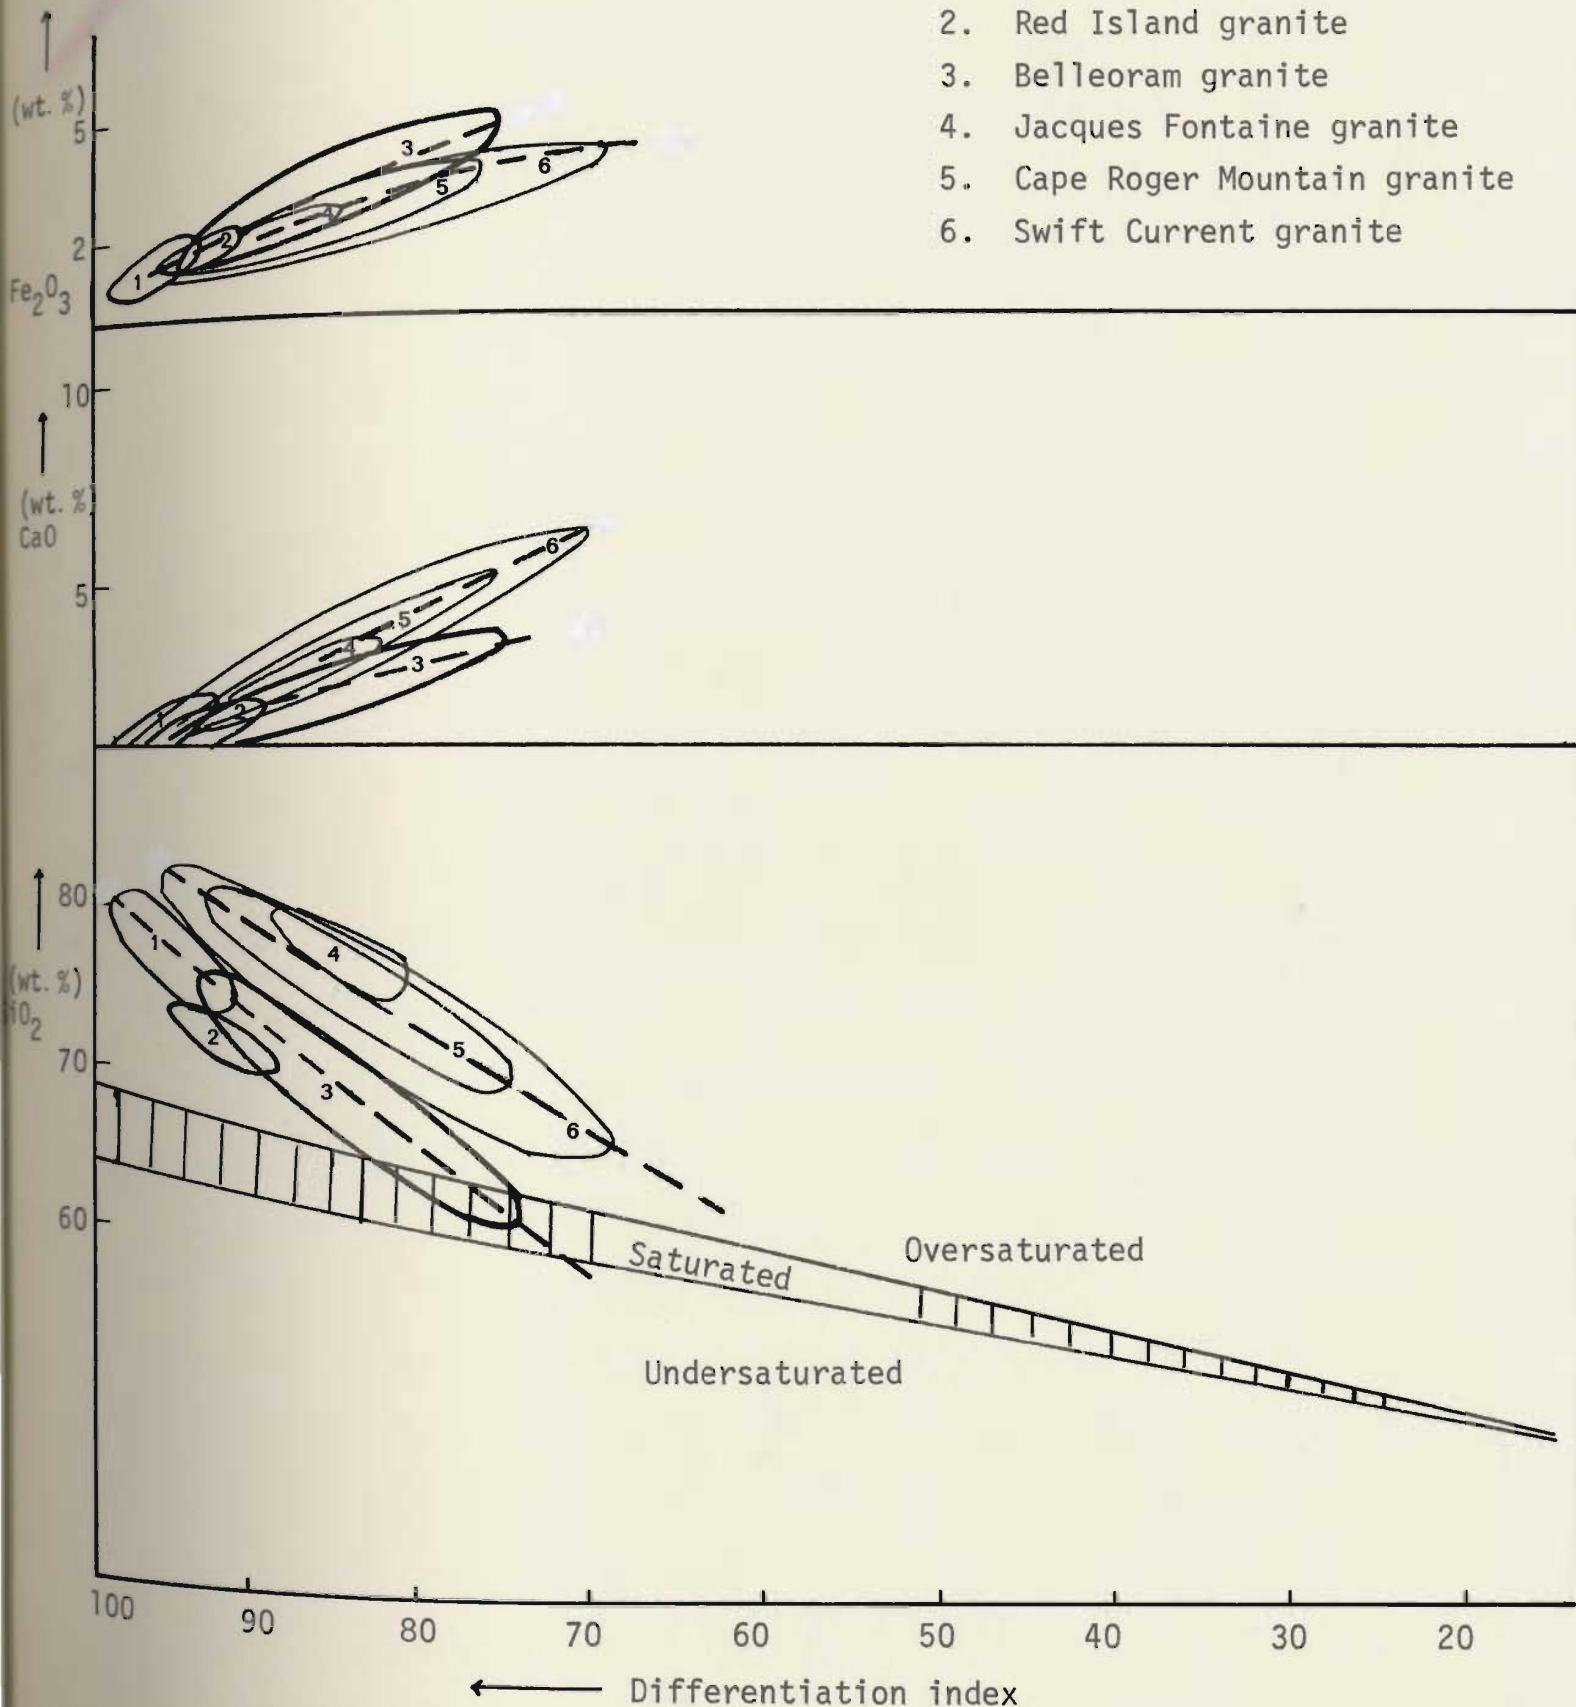 2. Red Island granite
3. Belleoram granite
4. Jacques Fontaine granite
5. Cape Roger Mountain granite
6. Swift Current granite
(wt. %)
5
2
Fe2O3
3
6
5
4
2
1
10
(wt. %)
CaO
5
6
5
4
3
1
2
80
(wt. %)
iO2
70
60
1
4
2
5
3
6
Saturated
Oversaturated
Undersaturated
100 90 80 70 60 50 40 30 20
Differentiation index